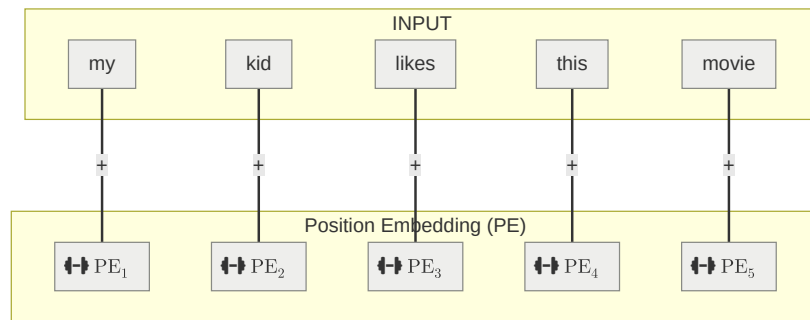 INPUT
my kid likes this movie
+ + + + +
Position Embedding (PE)
PE₁ PE₂ PE₃ PE₄ PE₅